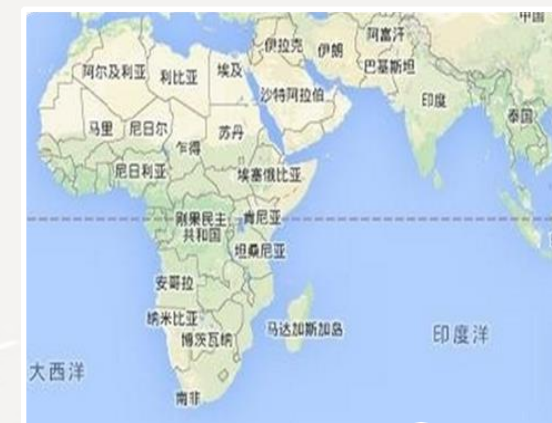 中国
伊拉克
伊朗
阿富汗
阿尔及利亚
利比亚
埃及
巴基斯坦
沙特阿拉伯
印度
泰国
马里
尼日尔
乍得
苏丹
尼日利亚
埃塞俄比亚
刚果民主
共和国
肯尼亚
坦桑尼亚
安哥拉
纳米比亚
博茨瓦纳
马达加斯加岛
印度洋
大西洋
南非